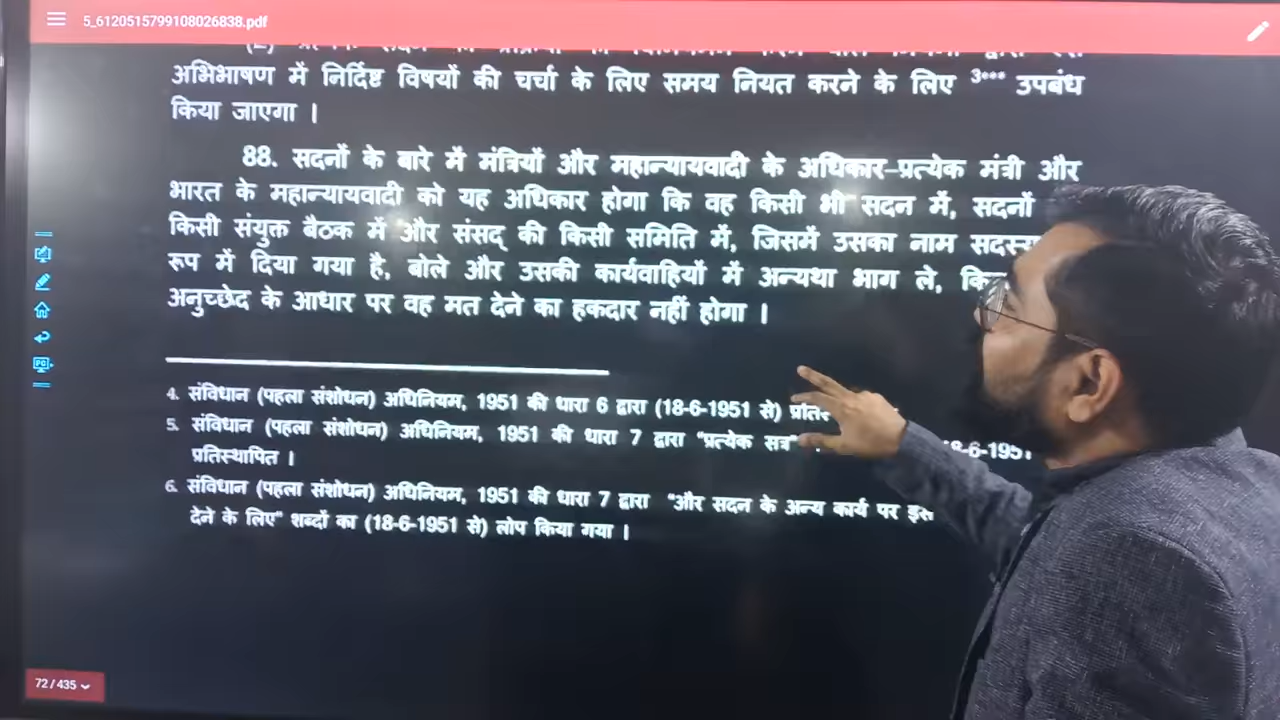 5_6120515799108026838.pdf
अभिभाषण में निर्दिष्ट विषयों की चर्चा के लिए समय नियत करने के लिए 3*** उपबंध
किया जाएगा ।
88. सदनों के बारे में मंत्रियों और महान्यायवादी के अधिकार–प्रत्येक मंत्री और
भारत के महान्यायवादी को यह अधिकार होगा कि वह किसी भी सदन में, सदनों
किसी संयुक्त बैठक में और संसद् की किसी समिति में, जिसमें उसका नाम
रूप में दिया गया है, बोले और उसकी कार्यवाहियों में अन्यथा भाग ले,
अनुच्छेद के आधार पर वह मत देने का हकदार नहीं होगा ।
4. संविधान (पहला संशोधन) अधिनियम, 1951 की धारा 6 द्वारा (18-6-1951 से)
5. संविधान (पहला संशोधन) अधिनियम, 1951 की धारा 7 द्वारा "प्रत्येक सत्र"
प्रतिस्थापित ।
6. संविधान (पहला संशोधन) अधिनियम, 1951 की धारा 7 द्वारा "और सदन के अन्य कार्य पर इस
देने के लिए" शब्दों का (18-6-1951 से) लोप किया गया ।
72 / 435